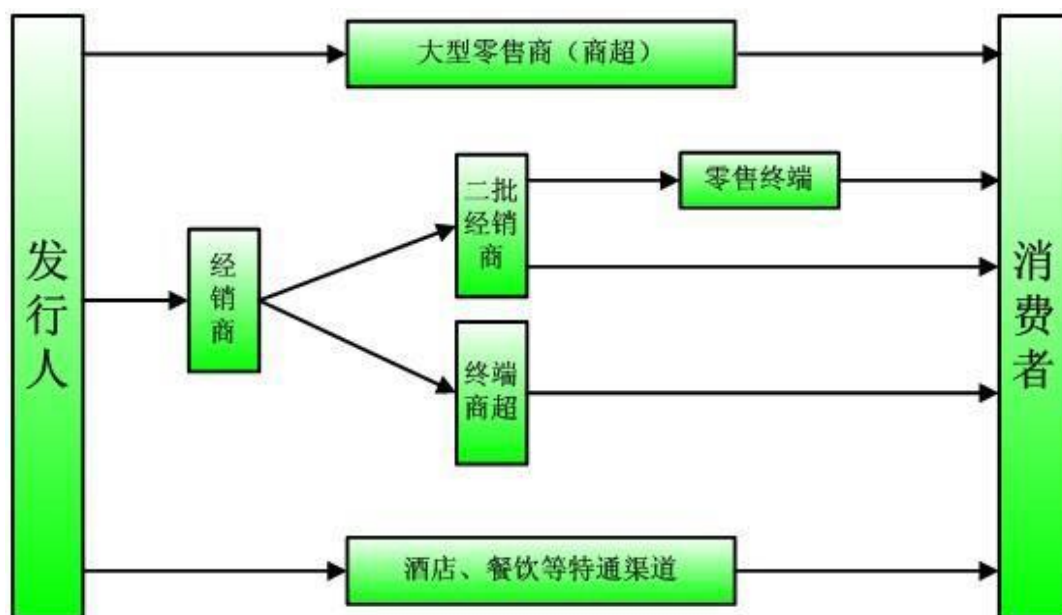 大型零售商（商超）
二批
经销
商
零售终端
发
行
人
经
销
商
消
费
者
终端
商超
酒店、餐饮等特通渠道